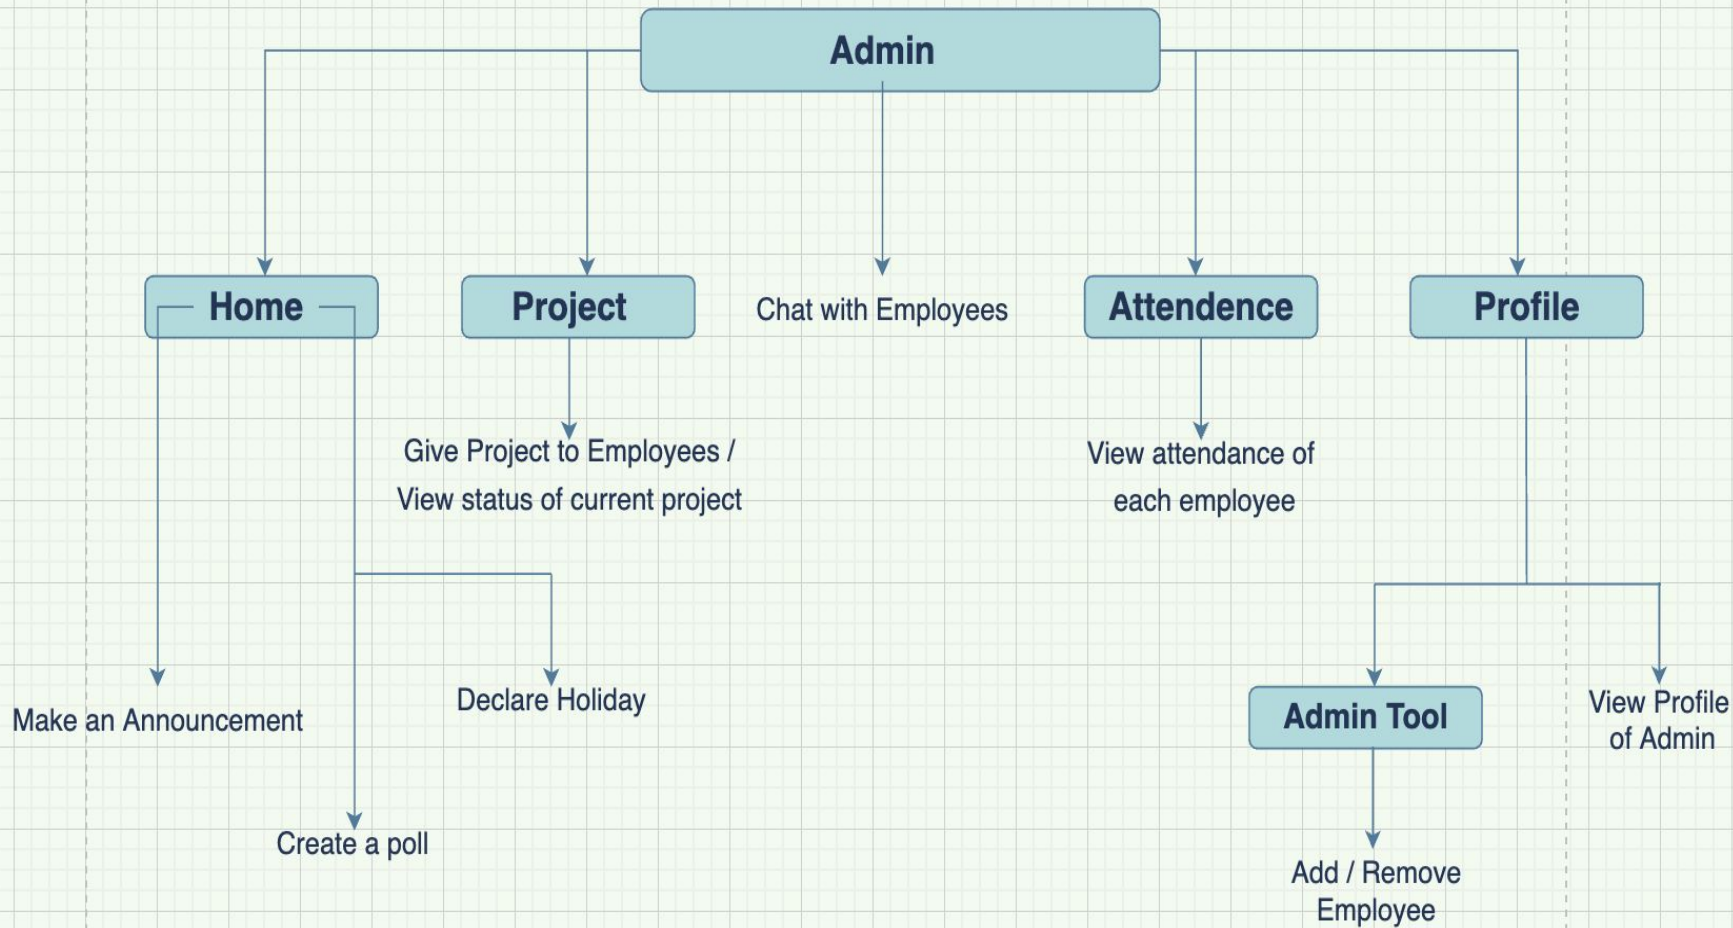 Admin
Home
Project
Chat with Employees
Attendence
Profile
Give Project to Employees /
View status of current project
View attendance of
each employee
Make an Announcement
Declare Holiday
Create a poll
Admin Tool
View Profile
of Admin
Add / Remove
Employee